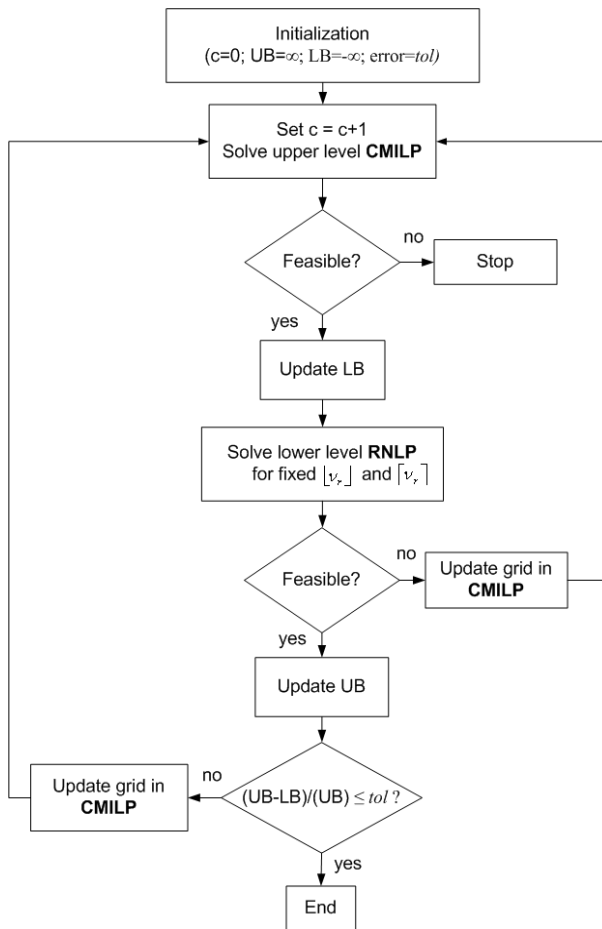 Initialization
(c=0; UB=∞; LB=-∞; error=tol)
Set c = c+1
Solve upper level CMILP
Feasible?
no
Stop
yes
Update LB
Solve lower level RNLP
for fixed ⌊νr⌋ and ⌈νr⌉
Feasible?
no
Update grid in
CMILP
yes
Update UB
Update grid in
CMILP
no
(UB-LB)/(UB) ≤ tol ?
yes
End